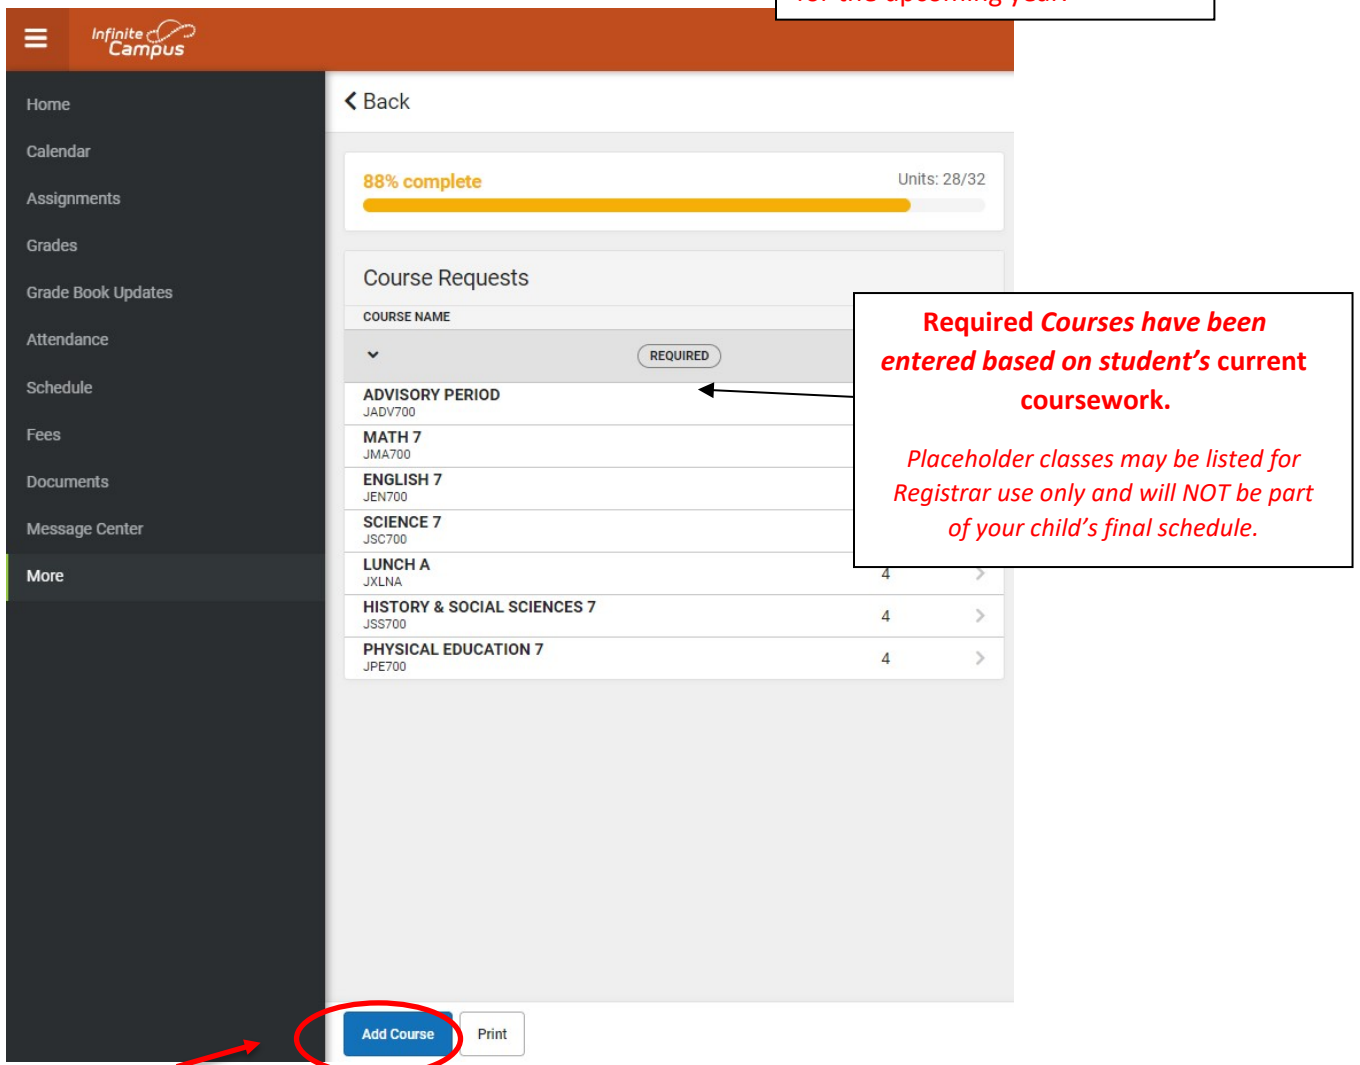 for the upcoming year.
Infinite
Campus
Home
Calendar
Assignments
Grades
Grade Book Updates
Attendance
Schedule
Fees
Documents
Message Center
More
Back
88% complete
Units: 28/32
Course Requests
COURSE NAME
REQUIRED
ADVISORY PERIOD
JADV700
MATH 7
JMA700
ENGLISH 7
JEN700
SCIENCE 7
JSC700
LUNCH A
JXLNA
4
HISTORY & SOCIAL SCIENCES 7
JSS700
4
PHYSICAL EDUCATION 7
JPE700
4
Required Courses have been
entered based on student’s current
coursework.
Placeholder classes may be listed for
Registrar use only and will NOT be part
of your child’s final schedule.
Add Course
Print